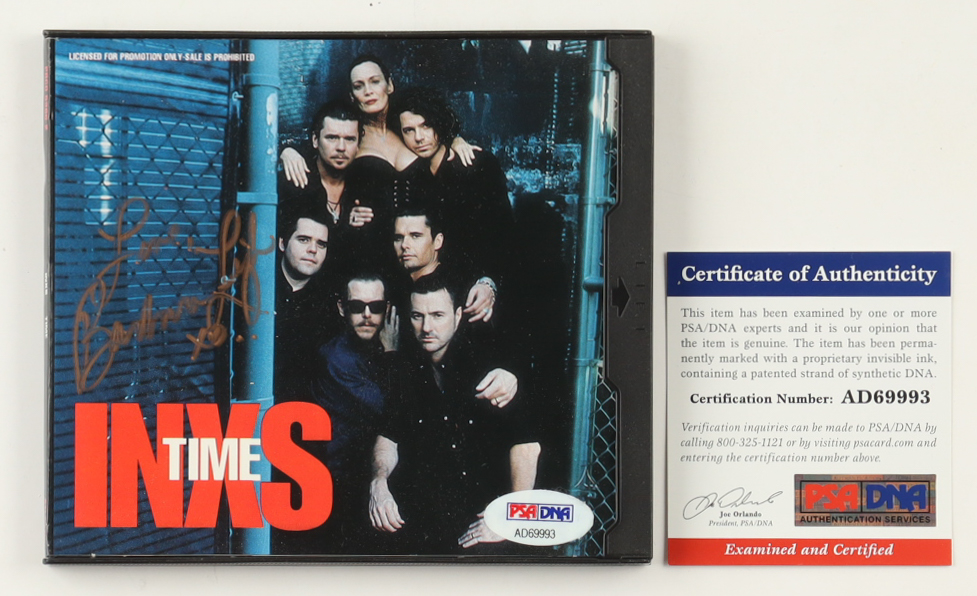 LICENSED FOR PROMOTION ONLY-SALE IS PROHIBITED
Love
Barbara
xo...
INXS
TIME
PSA DNA
AD69993
Certificate of Authenticity
This item has been examined by one or more
PSA/DNA experts and it is our opinion that
the item is genuine. The item has been perma-
nently marked with a proprietary invisible ink,
containing a patented strand of synthetic DNA.
Certification Number: AD69993
Verification inquiries can be made to PSA/DNA by
calling 800-325-1121 or by visiting psacard.com and
entering the certification number above.
Joe Orlando
President, PSA/DNA
PSA DNA
AUTHENTICATION SERVICES
Examined and Certified